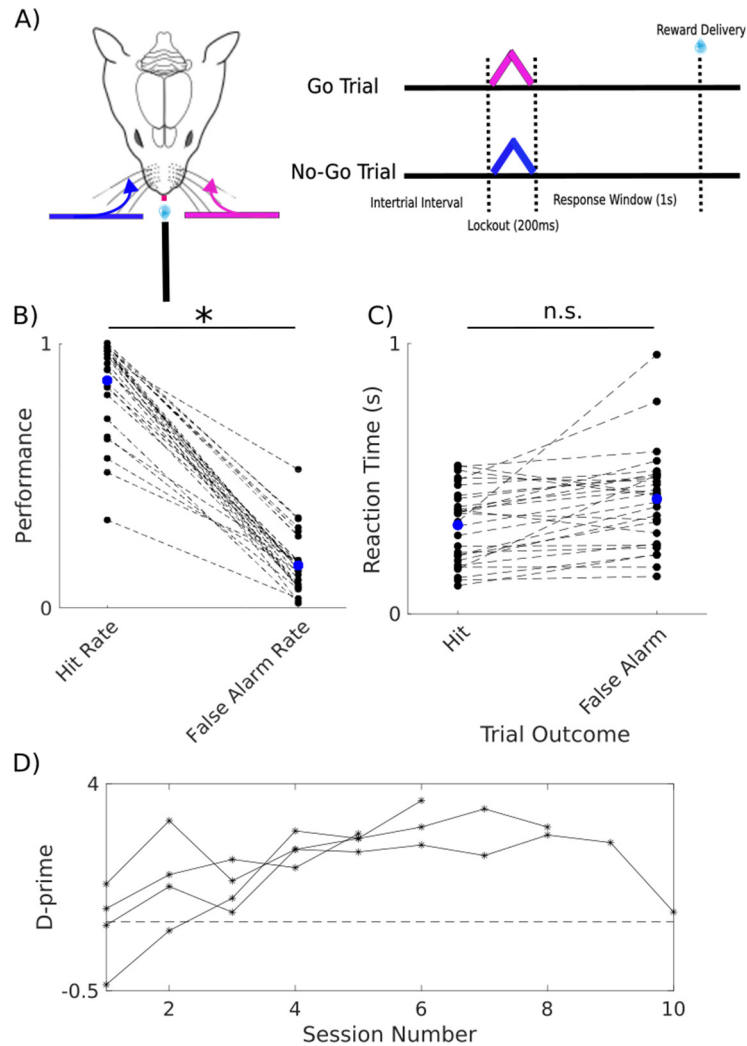 A)
Reward Delivery
Go Trial
No-Go Trial
Intertrial Interval
Response Window (1s)
Lockout (200ms)
B)
*
1
Performance
0
Hit Rate
False Alarm Rate
C)
n.s.
1
Reaction Time (s)
0
Hit
False Alarm
Trial Outcome
D)
4
D-prime
-0.5
2
4
6
8
10
Session Number